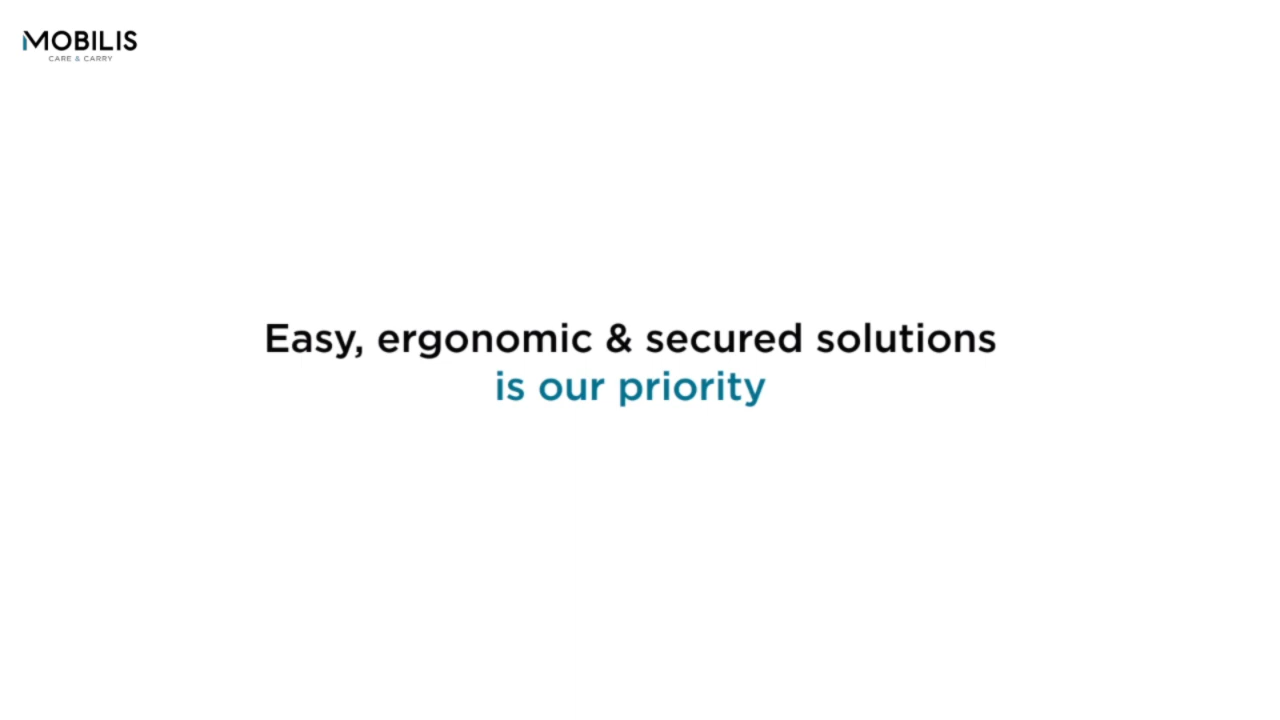 MOBILIS
CARE & CARRY
Easy, ergonomic & secured solutions
is our priority